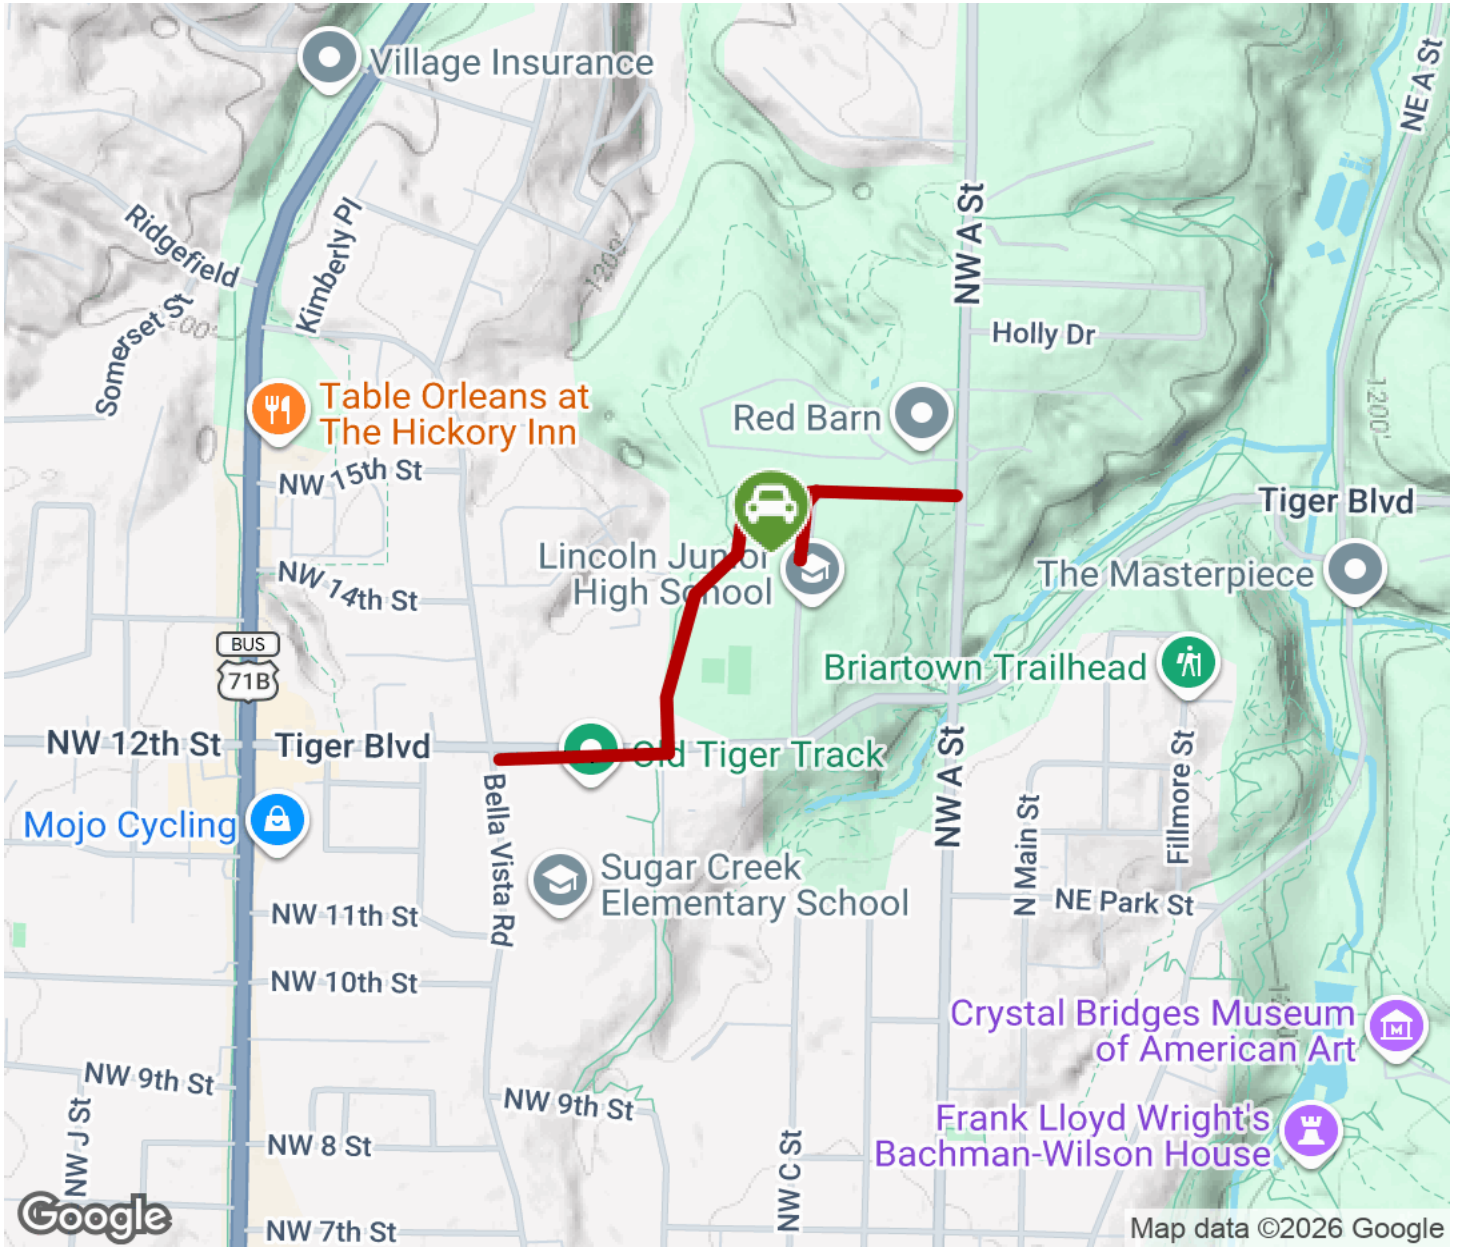 Village Insurance
NE A St
Ridgefield
Kimberly Pl
NW A St
1200'
Somerset St
Holly Dr
Table Orleans at
The Hickory Inn
Red Barn
1200'
NW 15th St
Tiger Blvd
Lincoln Junior
High School
The Masterpiece
NW 14th St
BUS
71B
Briartown Trailhead
NW 12th St
Tiger Blvd
Old Tiger Track
NW A St
Fillmore St
Bella Vista Rd
Mojo Cycling
N Main St
Sugar Creek
Elementary School
NE Park St
NW 11th St
NW 10th St
Crystal Bridges Museum
of American Art
M
NW 9th St
NW 9th St
NW J St
Frank Lloyd Wright's
Bachman-Wilson House
NW 8 St
NW C St
NW 7th St
Google
Map data ©2026 Google